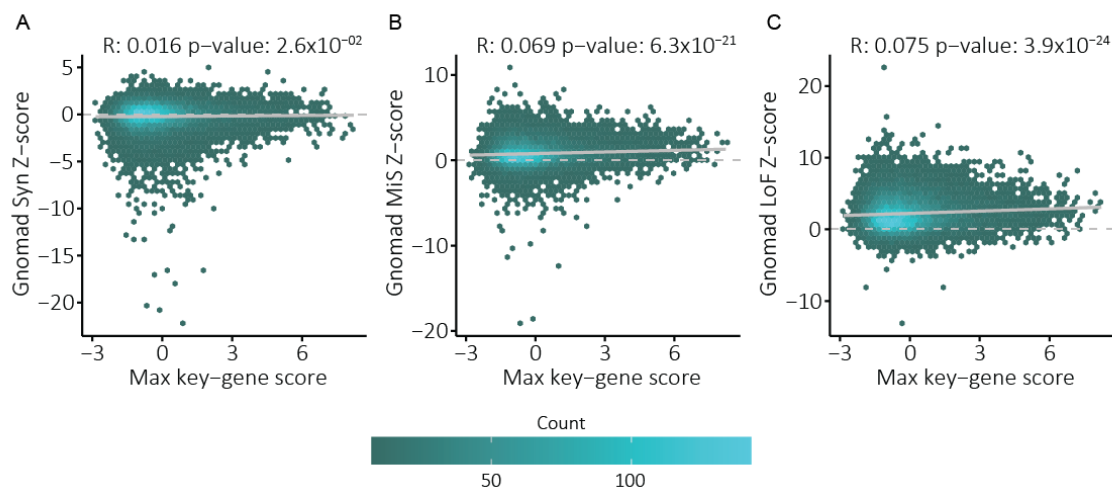 A
R: 0.016 p-value: 2.6x10⁻⁰²
5
0
−5
−10
−15
−20
Gnomad Syn Z-score
−3
0
3
6
Max key-gene score
B
R: 0.069 p-value: 6.3x10⁻²¹
10
0
−10
−20
Gnomad MiS Z-score
−3
0
3
6
Max key-gene score
C
R: 0.075 p-value: 3.9x10⁻²⁴
20
10
0
−10
Gnomad LoF Z-score
−3
0
3
6
Max key-gene score
Count
50
100